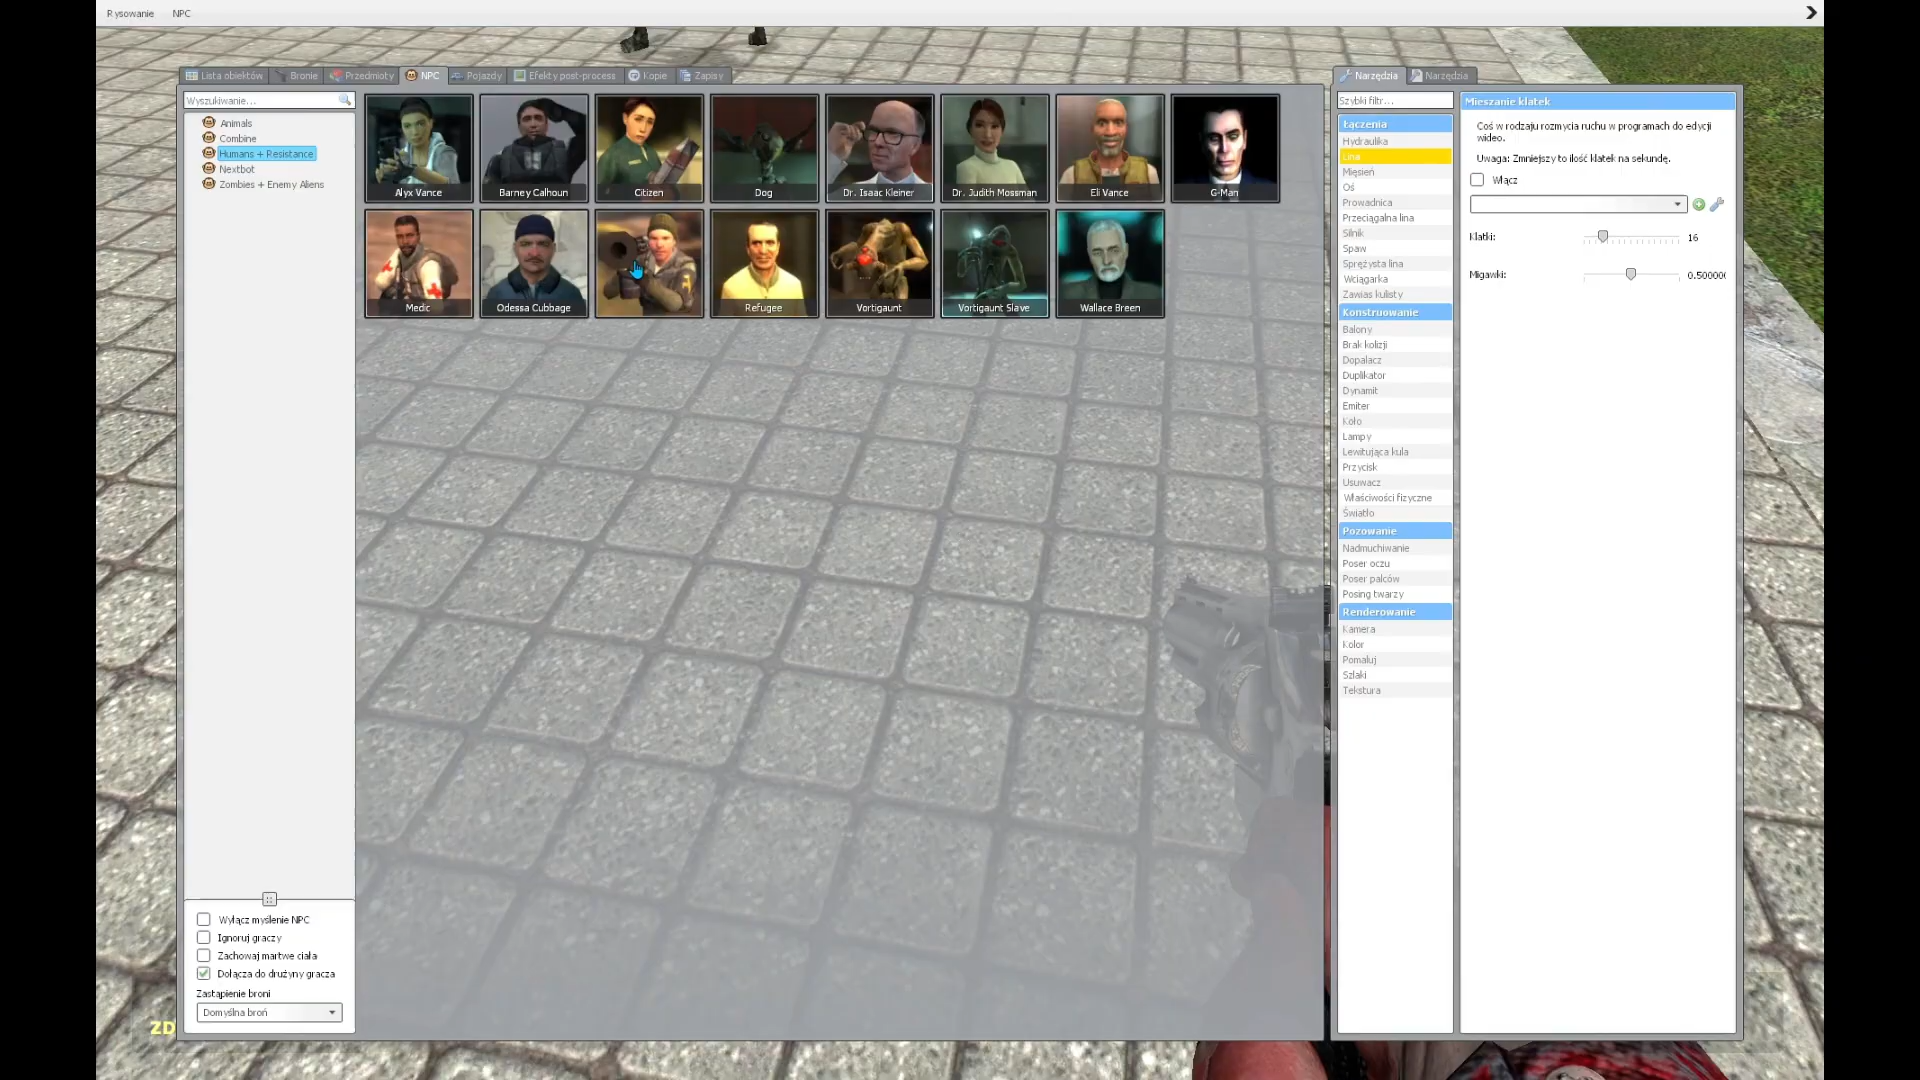 Rysowanie NPC
Lista obiektów Bronie Przedmioty NPC Pojazdy Efekty post-process Kopie Zapisy
Narzędzia Narzędzia
Wyszukiwanie...
Animals
Combine
Humans + Resistance
Nextbot
Zombies + Enemy Aliens
Alyx Vance Barney Calhoun Citizen Dog Dr. Isaac Kleiner Dr. Judith Mossman Eli Vance G-Man
Medic Odessa Cubbage Refugee Vortigaunt Vortigaunt Slave Wallace Breen
Wyłącz myślenie NPC
Ignoruj graczy
Zachowaj martwe ciała
Dołącza do drużyny gracza
Zastąpienie broni
Domyślna broń
ZD
Szybki filtr...
Łączenia
Hydraulika
Lina
Mięsień
Oś
Prowadnica
Przeciągalna lina
Silnik
Spaw
Sprężysta lina
Wciągarka
Zawias kulisty
Konstruowanie
Balony
Brak kolizji
Dopalacz
Duplikator
Dynamit
Emiter
Koło
Lampy
Lewitująca kula
Przycisk
Usuwacz
Właściwości fizyczne
Światło
Pozowanie
Nadmuchiwanie
Poser oczu
Poser palców
Posing twarzy
Renderowanie
Kamera
Kolor
Pomaluj
Szlaki
Tekstura
Mieszanie klatek
Coś w rodzaju rozmycia ruchu w programach do edycji
wideo.
Uwaga: Zmniejszy to ilość klatek na sekundę.
Włącz
Klatki: 16
Migawki: 0.50000